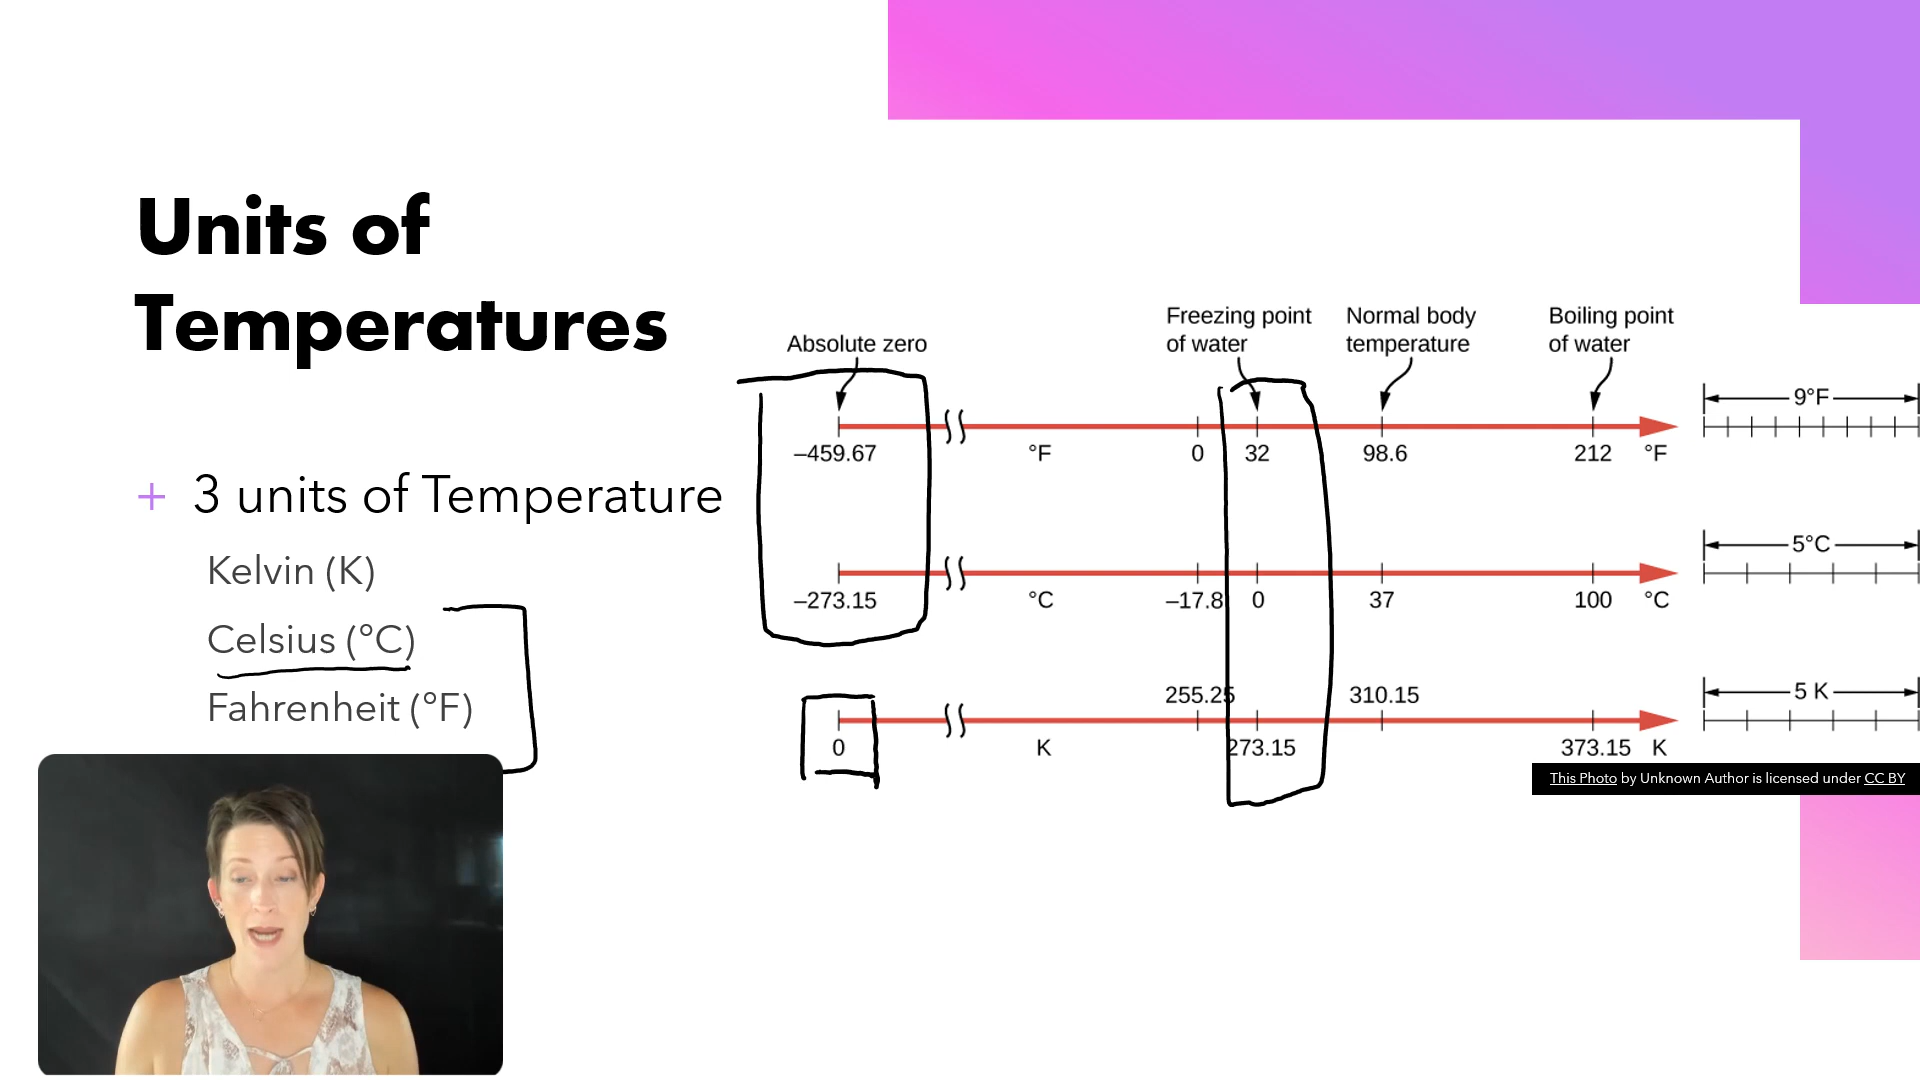 Units of
Temperatures
+ 3 units of Temperature
Kelvin (K)
Celsius (°C)
Fahrenheit (°F)
Absolute zero
Freezing point
of water
Normal body
temperature
Boiling point
of water
9°F
–459.67 °F 0 32 98.6 212 °F
5°C
–273.15 °C –17.8 0 37 100 °C
255.25 310.15 5 K
0 K 273.15 373.15 K
This Photo by Unknown Author is licensed under CC BY